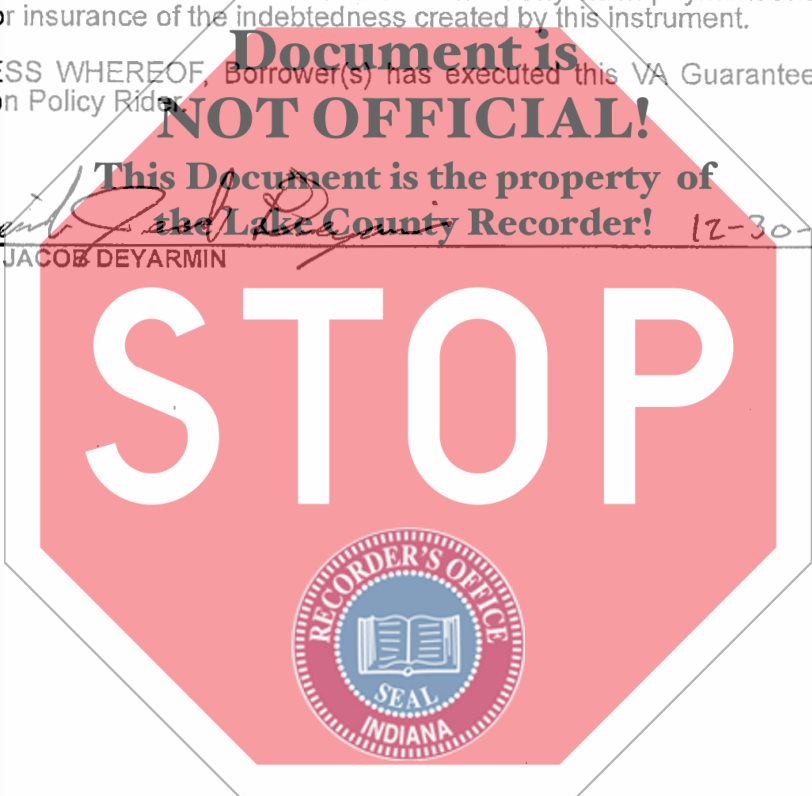 or insurance of the indebtedness created by this instrument.
Document is
ESS WHEREOF, Borrower(s) has executed this VA Guarantee
on Policy Rider.
NOT OFFICIAL!
This Document is the property of
the Lake County Recorder!
Jacob Deyarmin 12-30-
JACOB DEYARMIN
STOP
RECORDER'S OFFICE
SEAL
INDIANA